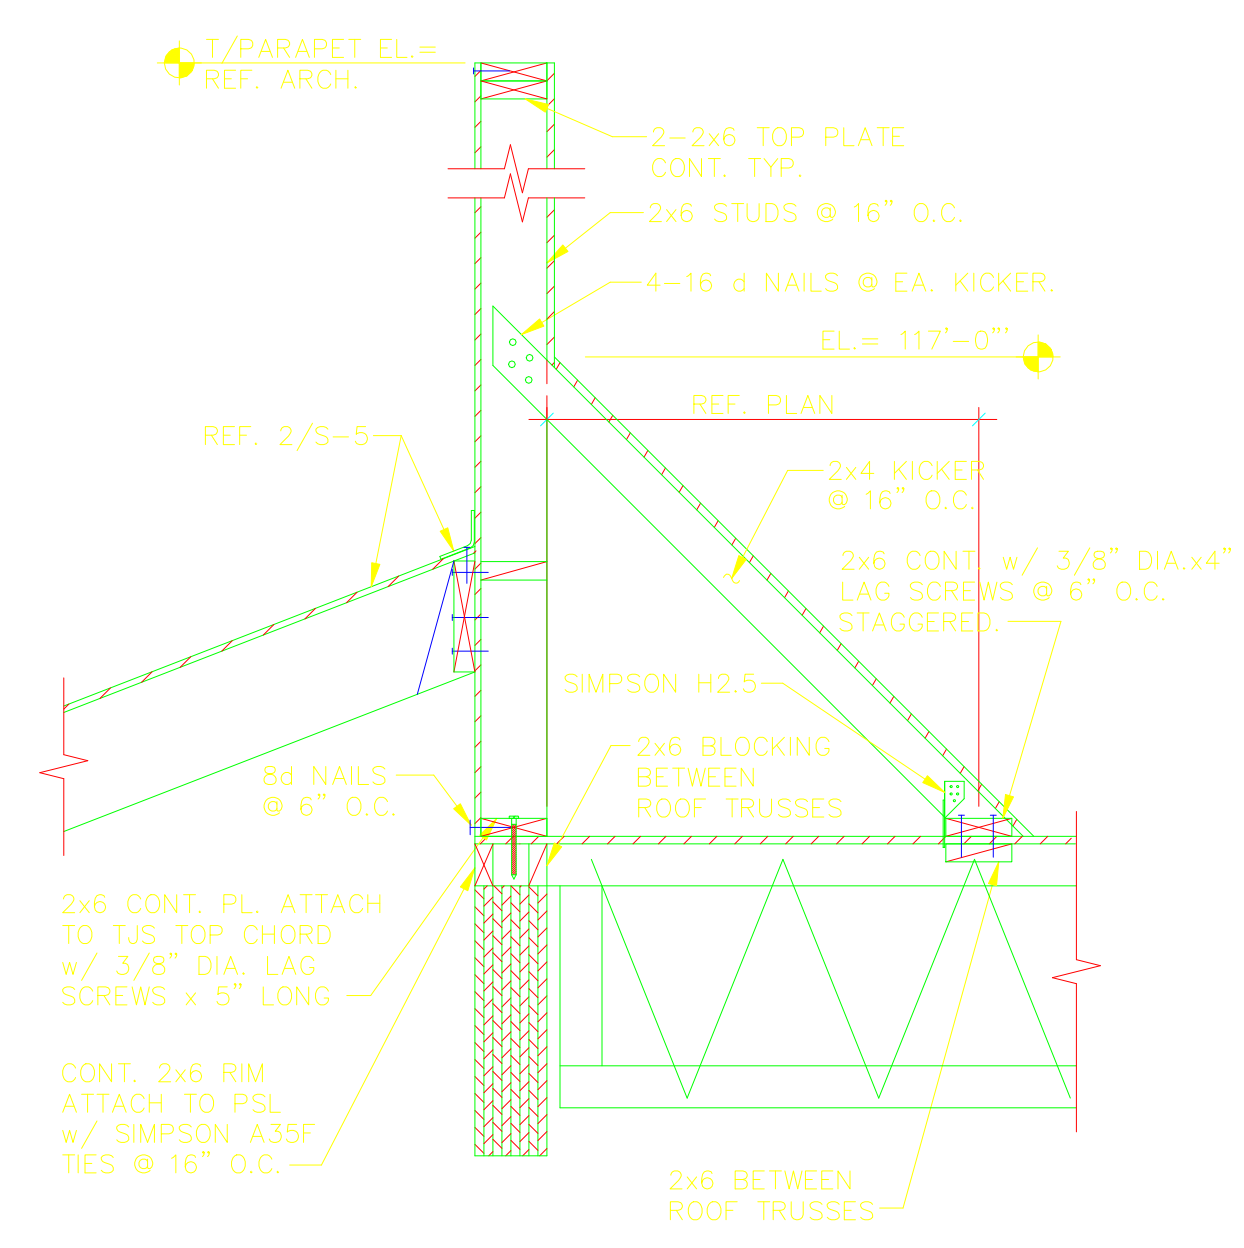 T/PARAPET EL.=
REF. ARCH.
2-2x6 TOP PLATE
CONT. TYP.
2x6 STUDS @ 16" O.C.
4-16 d NAILS @ EA. KICKER.
EL.= 117'-0"'
REF. PLAN
REF. 2/S-5
2x4 KICKER
@ 16" O.C.
2x6 CONT. w/ 3/8" DIA.x4"
LAG SCREWS @ 6" O.C.
STAGGERED.
SIMPSON H2.5
2x6 BLOCKING
BETWEEN
ROOF TRUSSES
8d NAILS
@ 6" O.C.
2x6 CONT. PL. ATTACH
TO TJS TOP CHORD
w/ 3/8" DIA. LAG
SCREWS x 5" LONG
CONT. 2x6 RIM
ATTACH TO PSL
w/ SIMPSON A35F
TIES @ 16" O.C.
2x6 BETWEEN
ROOF TRUSSES